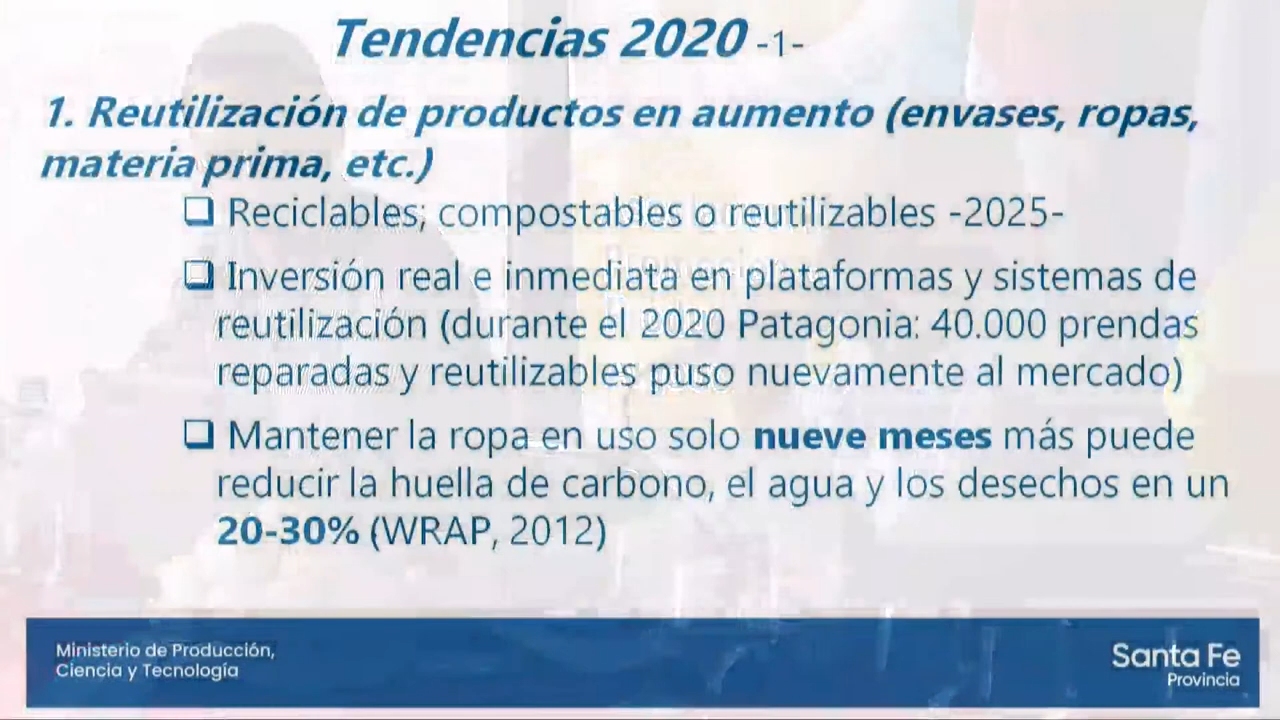 Tendencias 2020 -1-
1. Reutilización de productos en aumento (envases, ropas,
materia prima, etc.)
❑ Reciclables; compostables o reutilizables -2025-
❑ Inversión real e inmediata en plataformas y sistemas de
reutilización (durante el 2020 Patagonia: 40.000 prendas
reparadas y reutilizables puso nuevamente al mercado)
❑ Mantener la ropa en uso solo nueve meses más puede
reducir la huella de carbono, el agua y los desechos en un
20-30% (WRAP, 2012)
Ministerio de Producción,
Ciencia y Tecnología
Santa Fe
Provincia